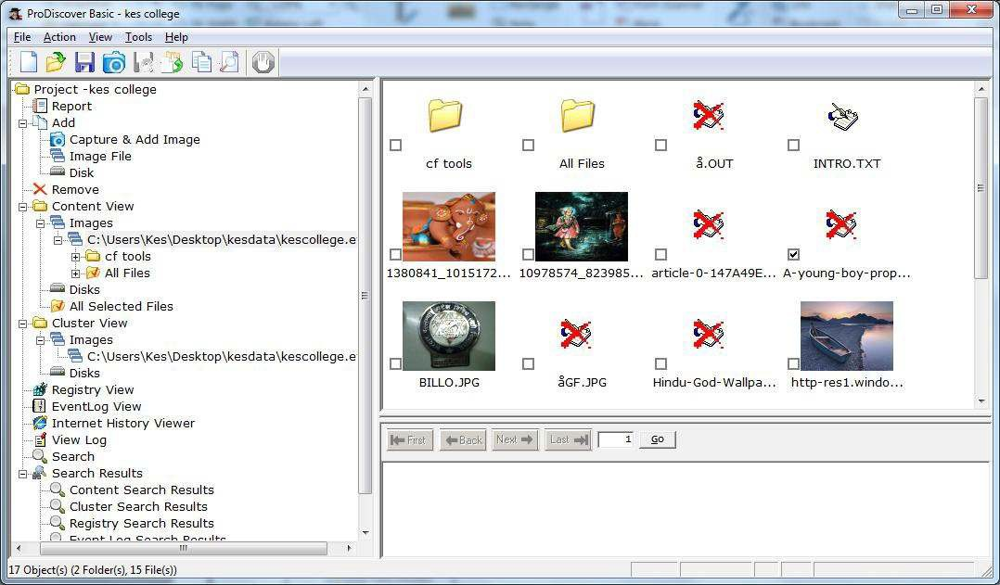 ProDiscover Basic - kes college
File Action View Tools Help
Project -kes college
Report
Add
Capture & Add Image
Image File
Disk
Remove
Content View
Images
C:\Users\Kes\Desktop\kesdata\kescollege.e
cf tools
All Files
Disks
All Selected Files
Cluster View
Images
C:\Users\Kes\Desktop\kesdata\kescollege.e
Disks
Registry View
EventLog View
Internet History Viewer
View Log
Search
Search Results
Content Search Results
Cluster Search Results
Registry Search Results
Event Log Search Results
cf tools All Files å.OUT INTRO.TXT
1380841_1015172... 10978574_823985... article-0-147A49E... A-young-boy-prop...
BILLO.JPG åGF.JPG Hindu-God-Wallpa... http-res1.windo...
First Back Next Last 1 Go
17 Object(s) (2 Folder(s), 15 File(s))